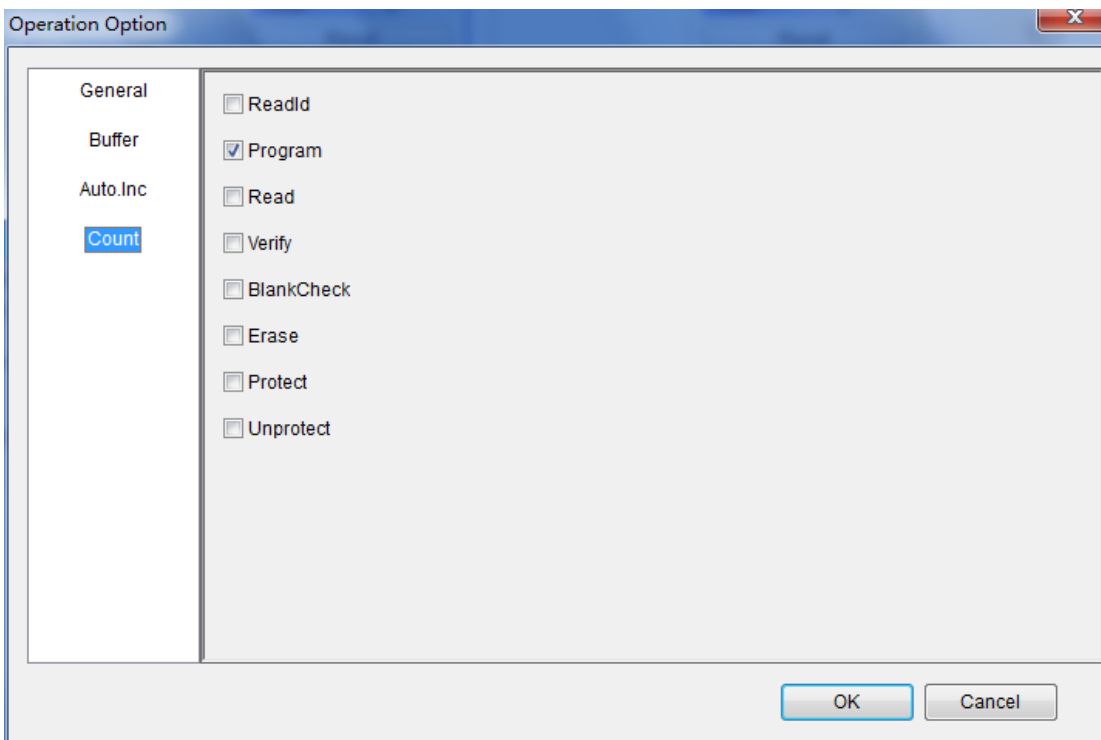 Operation Option
General
Buffer
Auto.Inc
Count
ReadId
Program
Read
Verify
BlankCheck
Erase
Protect
Unprotect
OK
Cancel